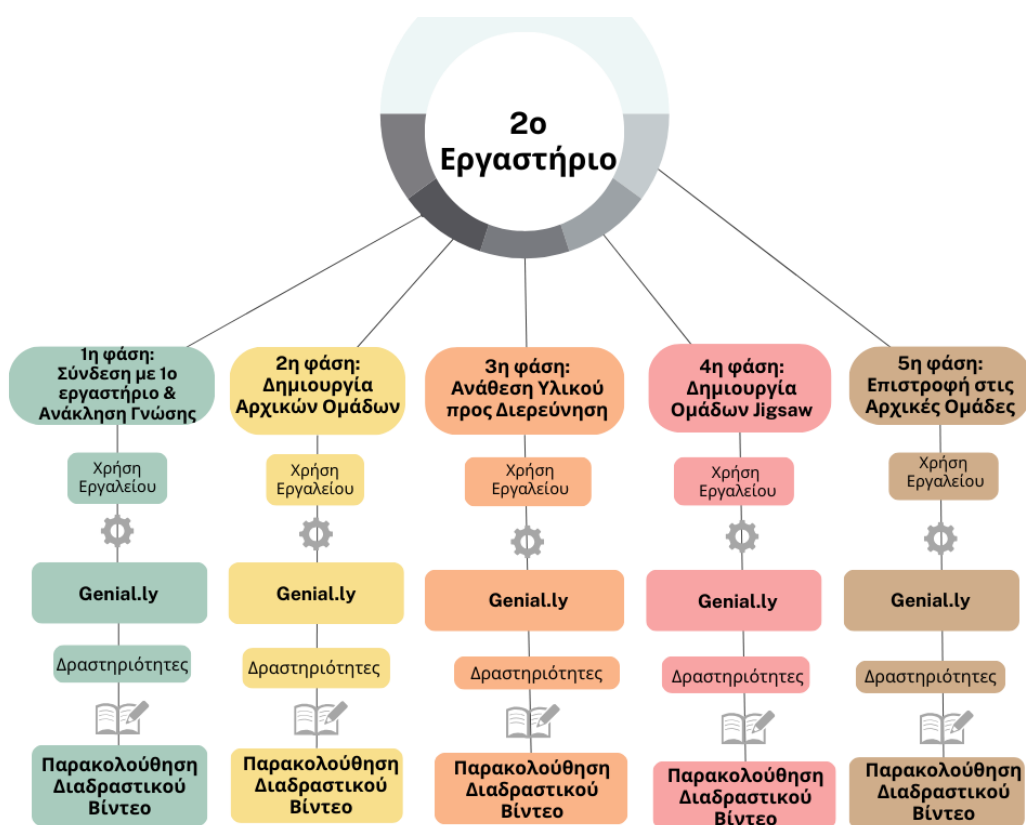 2ο
Εργαστήριο
1η φάση:
Σύνδεση με 1ο
εργαστήριο &
Ανάκληση Γνώσης
2η φάση:
Δημιουργία
Αρχικών Ομάδων
3η φάση:
Ανάθεση Υλικού
προς Διερεύνηση
4η φάση:
Δημιουργία
Ομάδων Jigsaw
5η φάση:
Επιστροφή στις
Αρχικές Ομάδες
Χρήση
Εργαλείου
Χρήση
Εργαλείου
Χρήση
Εργαλείου
Χρήση
Εργαλείου
Χρήση
Εργαλείου
Genial.ly
Genial.ly
Genial.ly
Genial.ly
Genial.ly
Δραστηριότητες
Δραστηριότητες
Δραστηριότητες
Δραστηριότητες
Δραστηριότητες
Παρακολούθηση
Διαδραστικού
Βίντεο
Παρακολούθηση
Διαδραστικού
Βίντεο
Παρακολούθηση
Διαδραστικού
Βίντεο
Παρακολούθηση
Διαδραστικού
Βίντεο
Παρακολούθηση
Διαδραστικού
Βίντεο